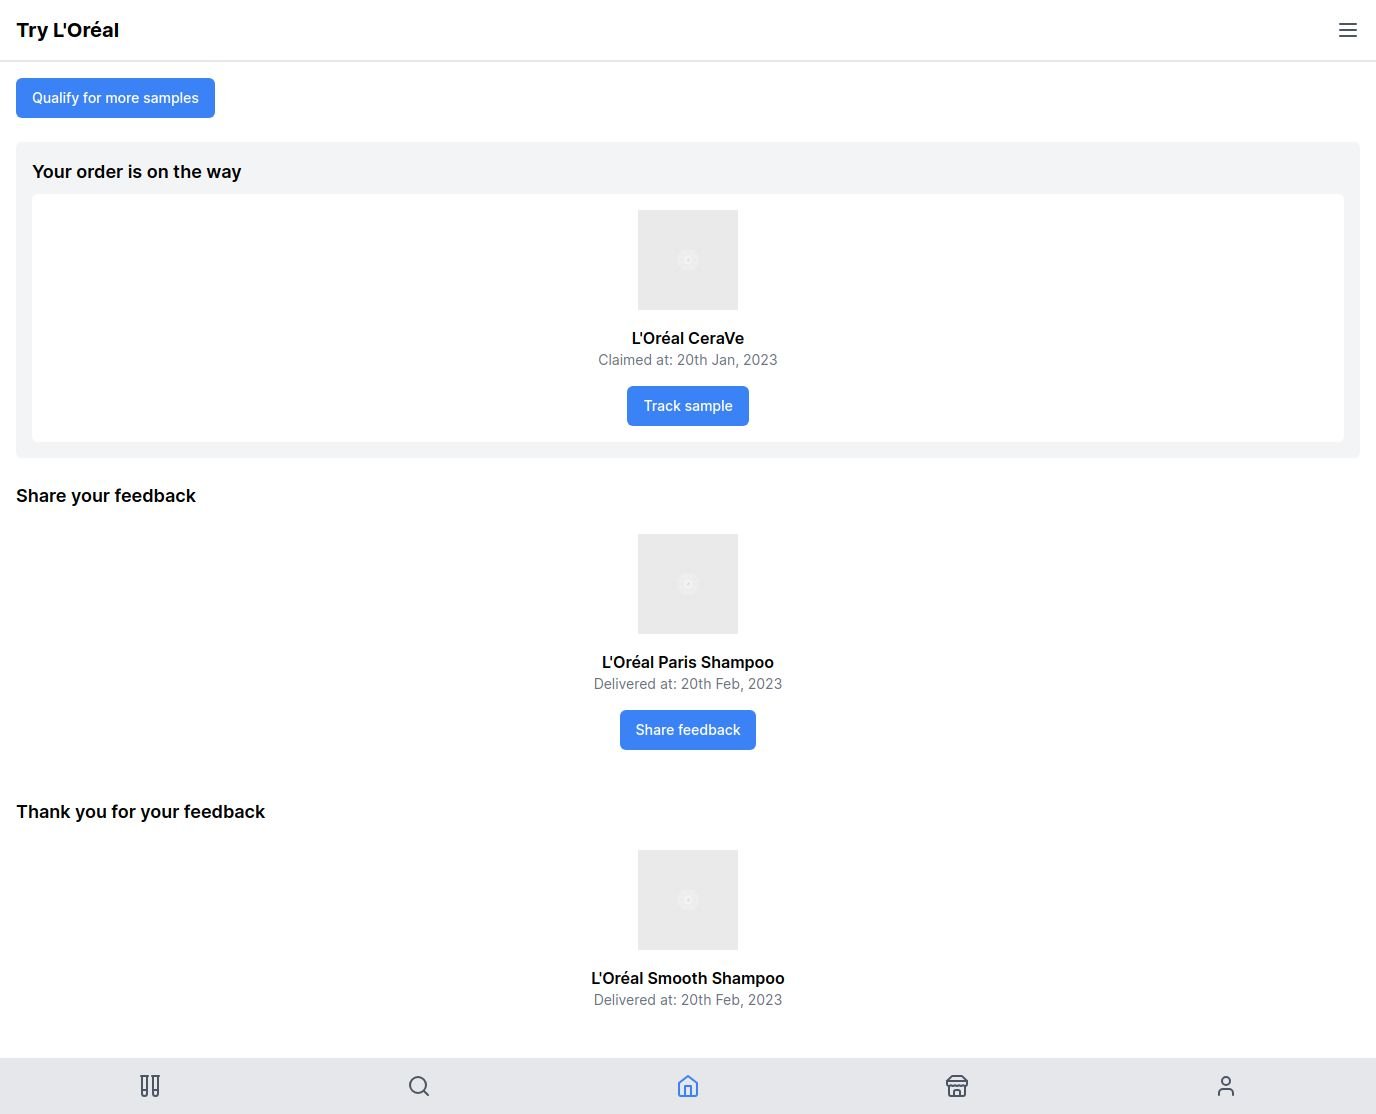 Try L'Oréal
Qualify for more samples
Your order is on the way
L'Oréal CeraVe
Claimed at: 20th Jan, 2023
Track sample
Share your feedback
L'Oréal Paris Shampoo
Delivered at: 20th Feb, 2023
Share feedback
Thank you for your feedback
L'Oréal Smooth Shampoo
Delivered at: 20th Feb, 2023